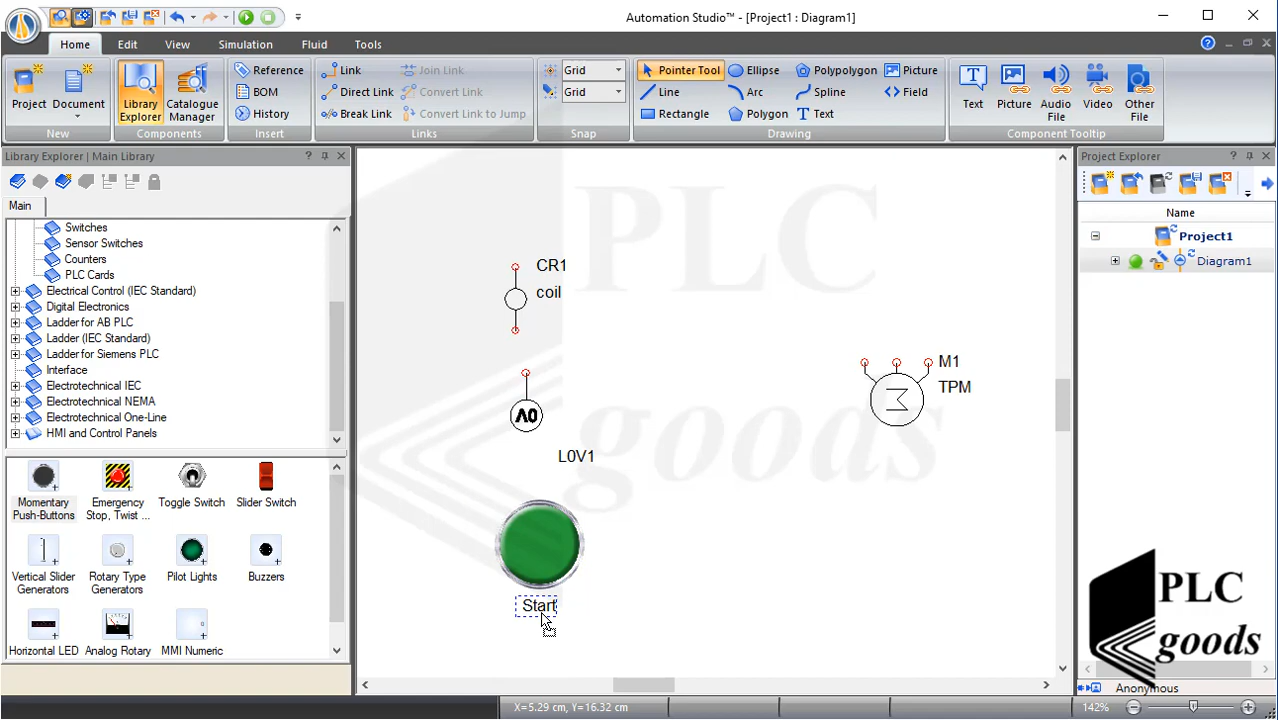 Automation Studio™ - [Project1 : Diagram1]
Home Edit View Simulation Fluid Tools
Project
Document
New
Library Explorer
Catalogue Manager
Components
Reference
BOM
History
Insert
Link
Direct Link
Break Link
Join Link
Convert Link
Convert Link to Jump
Links
Grid
Grid
Snap
Pointer Tool
Line
Rectangle
Ellipse
Arc
Polygon
Polypolygon
Spline
Text
Picture
Field
Drawing
Text
Picture
Audio File
Video
Other File
Component Tooltip
Library Explorer | Main Library
Main
Switches
Sensor Switches
Counters
PLC Cards
Electrical Control (IEC Standard)
Digital Electronics
Ladder for AB PLC
Ladder (IEC Standard)
Ladder for Siemens PLC
Interface
Electrotechnical IEC
Electrotechnical NEMA
Electrotechnical One-Line
HMI and Control Panels
Momentary Push-Buttons
Emergency Stop, Twist ...
Toggle Switch
Slider Switch
Vertical Slider Generators
Rotary Type Generators
Pilot Lights
Buzzers
Horizontal LED
Analog Rotary
MMI Numeric
PLC
goods
CR1
coil
0V
L0V1
Start
M1
TPM
Project Explorer
Name
Project1
Diagram1
PLC
goods
X=5.29 cm, Y=16.32 cm
Anonymous
142%